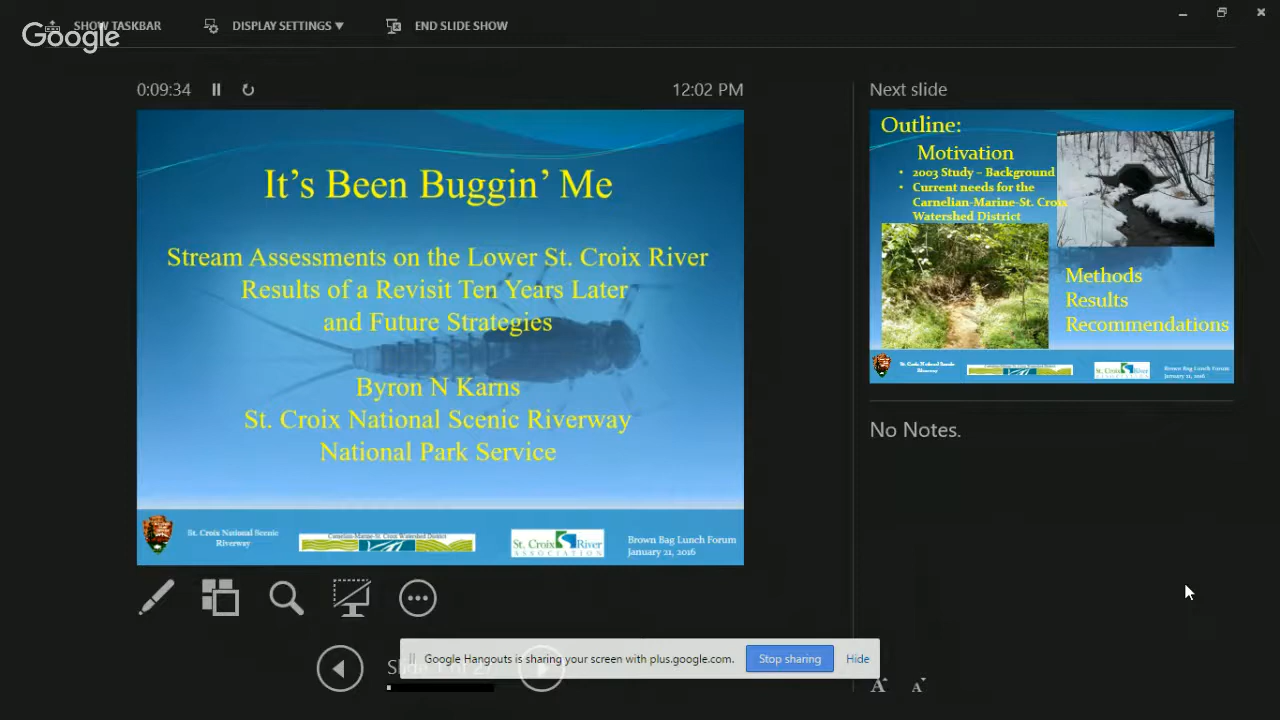 SHOW TASKBAR
DISPLAY SETTINGS ▼
END SLIDE SHOW
Google
0:09:34
12:02 PM
It's Been Buggin' Me
Stream Assessments on the Lower St. Croix River
Results of a Revisit Ten Years Later
and Future Strategies
Byron N Karns
St. Croix National Scenic Riverway
National Park Service
St. Croix National Scenic
Riverway
Carnelian-Marine-St. Croix Watershed District
St. Croix River
ASSOCIATION
Brown Bag Lunch Forum
January 21, 2016
Next slide
Outline:
Motivation
• 2003 Study – Background
• Current needs for the
Carnelian-Marine-St. Croix
Watershed District
Methods
Results
Recommendations
St. Croix National Scenic
Riverway
St. Croix River
ASSOCIATION
Brown Bag Lunch Forum
January 21, 2016
No Notes.
Google Hangouts is sharing your screen with plus.google.com.
Stop sharing
Hide
A
A